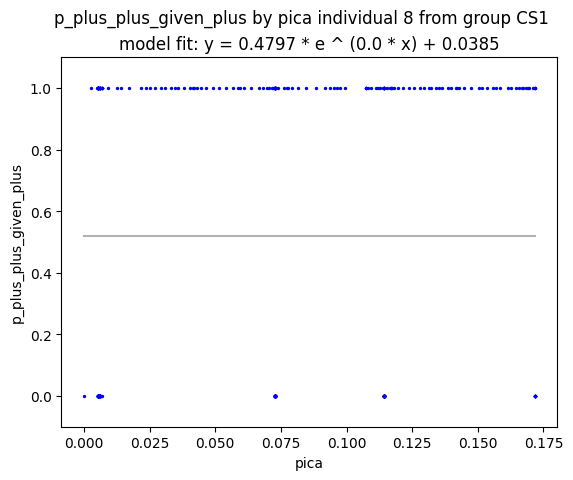 p_plus_plus_given_plus by pica individual 8 from group CS1
model fit: y = 0.4797 * e ^ (0.0 * x) + 0.0385
1.0
0.8
0.6
0.4
0.2
0.0
p_plus_plus_given_plus
0.000 0.025 0.050 0.075 0.100 0.125 0.150 0.175
pica